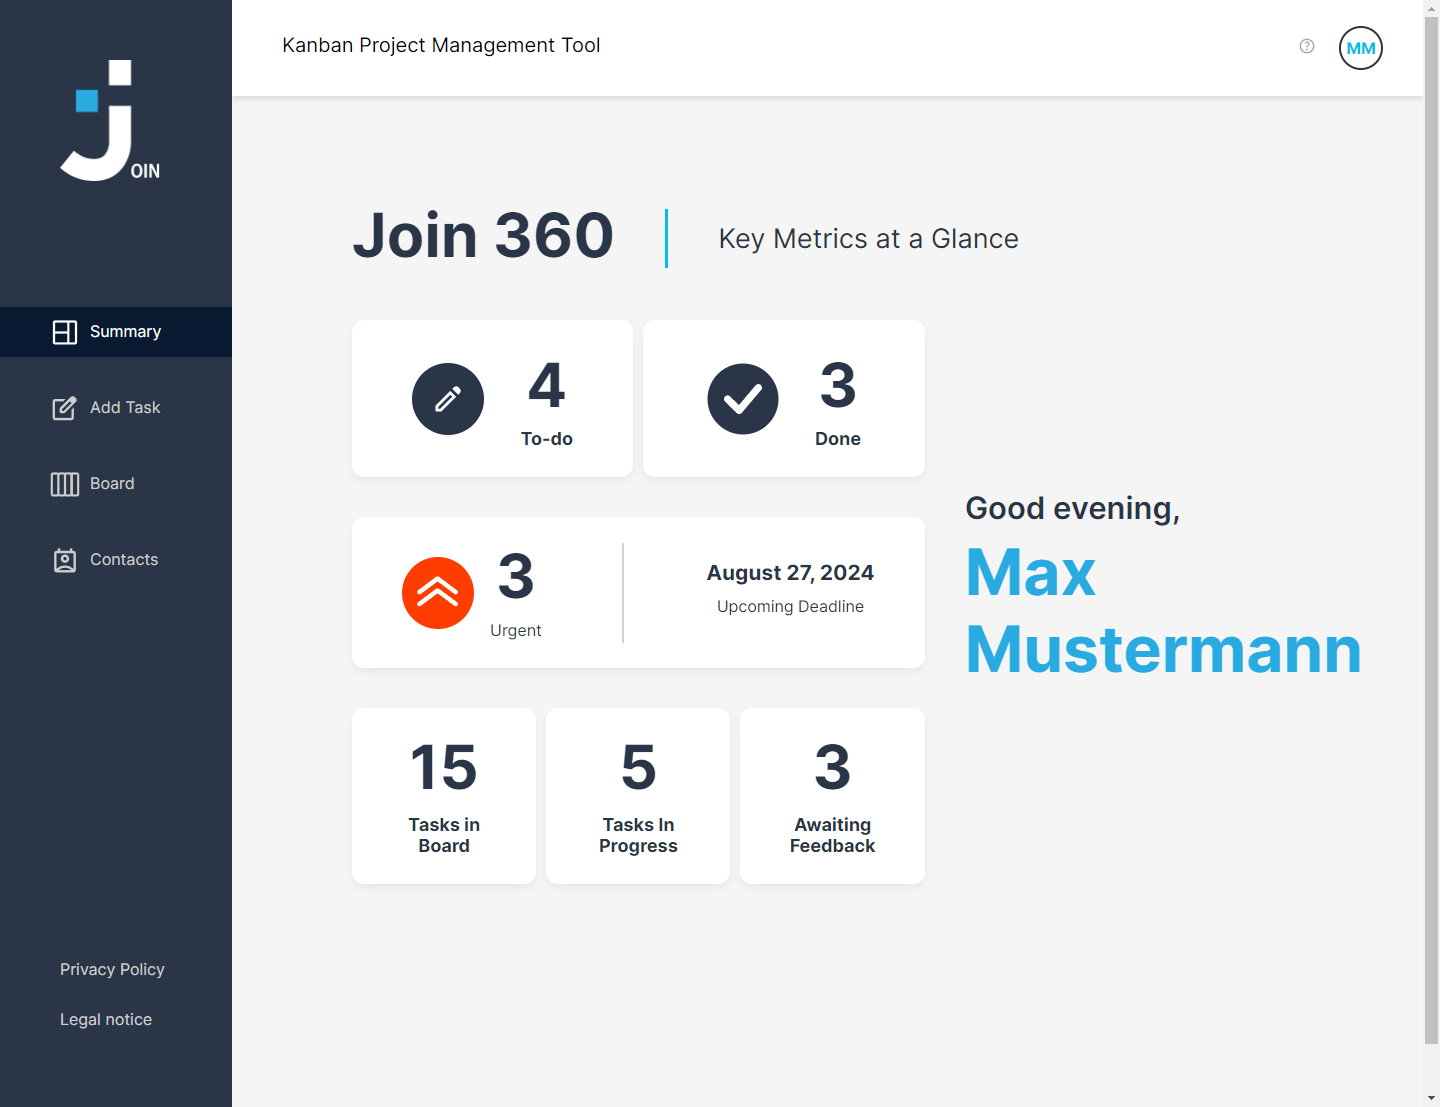 OIN
Summary
Add Task
Board
Contacts
Privacy Policy
Legal notice
Kanban Project Management Tool
?
MM
Join 360
Key Metrics at a Glance
4
To-do
3
Done
3
Urgent
August 27, 2024
Upcoming Deadline
15
Tasks in
Board
5
Tasks In
Progress
3
Awaiting
Feedback
Good evening,
Max
Mustermann